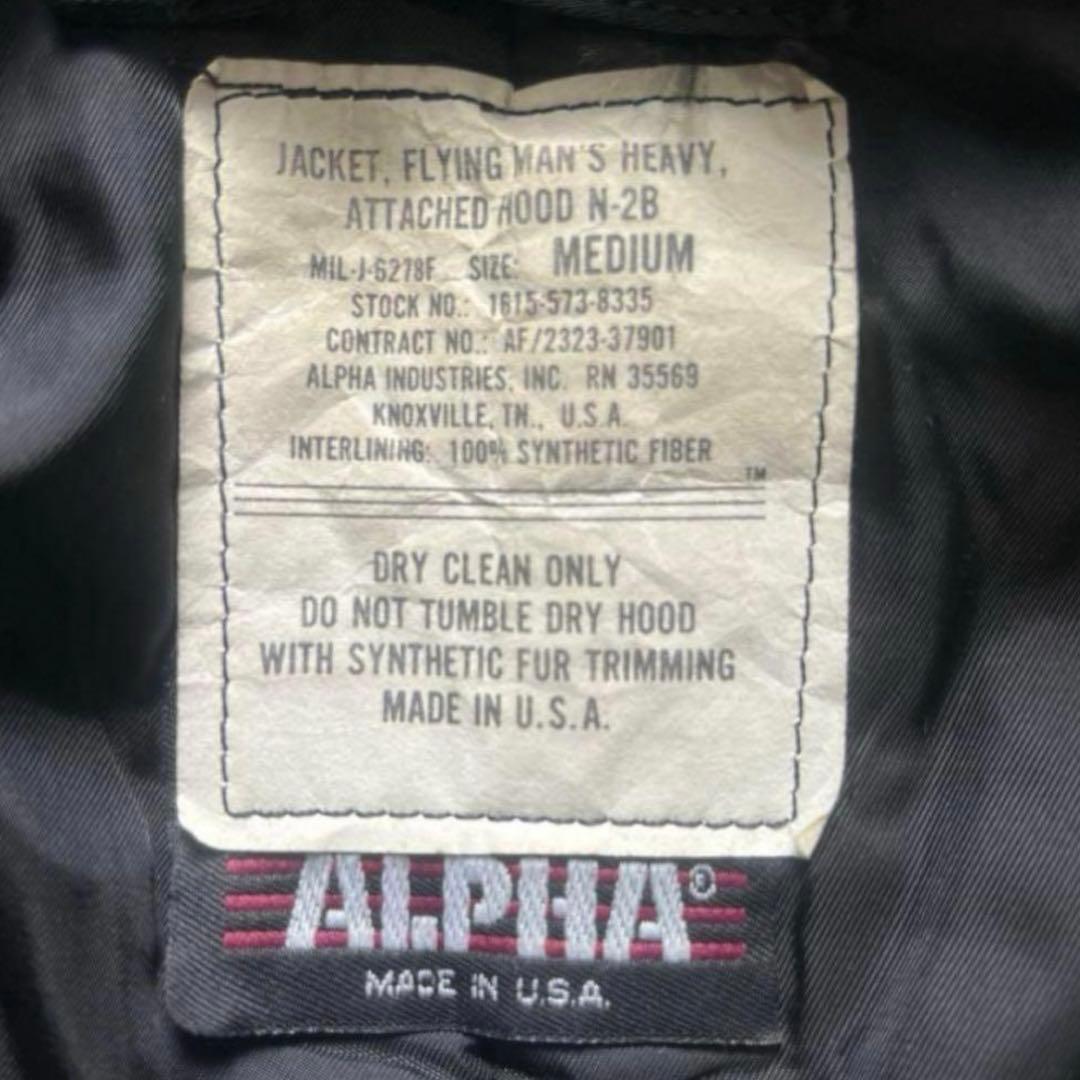 JACKET, FLYING MAN'S HEAVY,
ATTACHED HOOD N-2B
MIL-J-6278F SIZE: MEDIUM
STOCK NO.: 1615-573-8335
CONTRACT NO.: AF/2323-37901
ALPHA INDUSTRIES, INC. RN 35569
KNOXVILLE, TN., U.S.A.
INTERLINING: 100% SYNTHETIC FIBER
TM
DRY CLEAN ONLY
DO NOT TUMBLE DRY HOOD
WITH SYNTHETIC FUR TRIMMING
MADE IN U.S.A.
ALPHA®
MADE IN U.S.A.